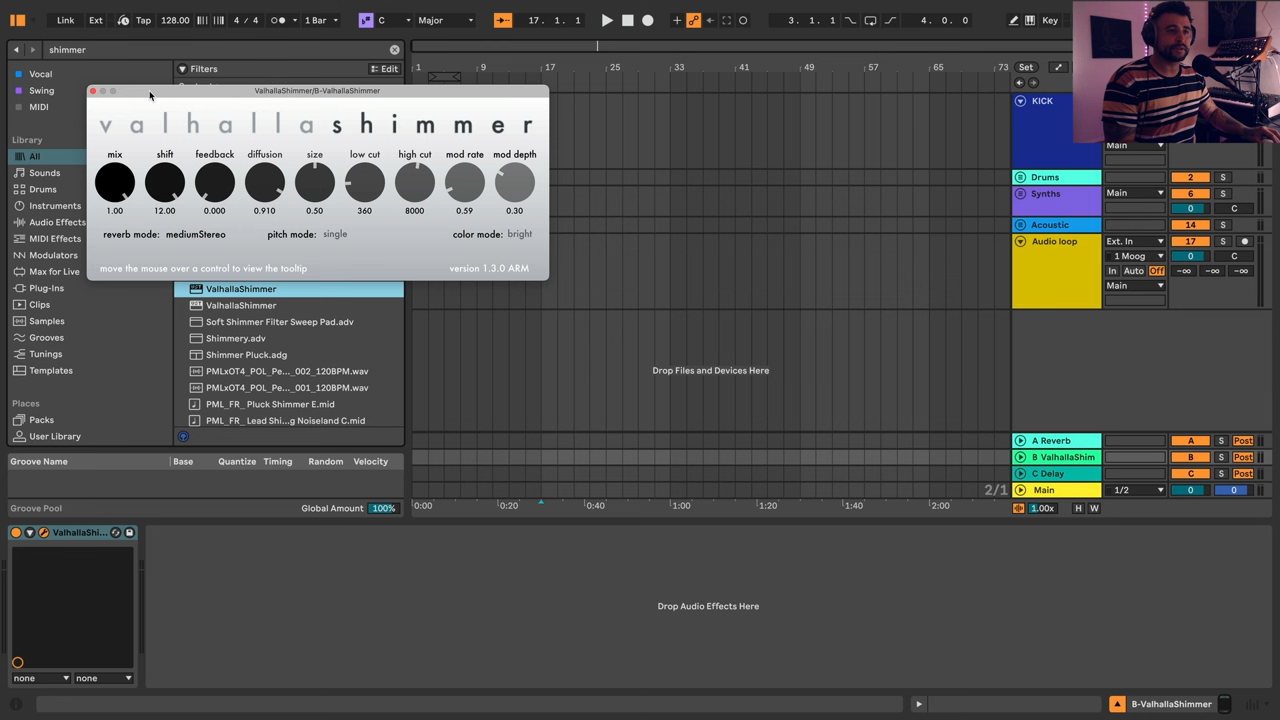 Link Ext Tap 128.00 4 / 4 1 Bar C Major 17. 1. 1 3. 1. 1 4. 0. 0 Key
shimmer
Vocal
Swing
MIDI
Library
All
Sounds
Drums
Instruments
Audio Effects
MIDI Effects
Modulators
Max for Live
Plug-Ins
Clips
Samples
Grooves
Tunings
Templates
Places
Packs
User Library
Filters Edit
ValhallaShimmer/B-ValhallaShimmer
valhallashimmer
mix shift feedback diffusion size low cut high cut mod rate mod depth
1.00 12.00 0.000 0.910 0.50 360 8000 0.59 0.30
reverb mode: mediumStereo pitch mode: single color mode: bright
move the mouse over a control to view the tooltip version 1.3.0 ARM
ValhallaShimmer
ValhallaShimmer
Soft Shimmer Filter Sweep Pad.adv
Shimmery.adv
Shimmer Pluck.adg
PMLxOT4_POL_Pe..._002_120BPM.wav
PMLxOT4_POL_Pe..._001_120BPM.wav
PML_FR_ Pluck Shimmer E.mid
PML_FR_ Lead Shi...g Noiseland C.mid
1 9 17 25 33 41 49 57 65 73
Drop Files and Devices Here
2/1
0:00 0:20 0:40 1:00 1:20 1:40 2:00
Set
KICK
Main
Drums 2 S
Synths Main 6 S
0 C
Acoustic 14 S
Audio loop Ext. In 17 S
1 Moog 0 C
In Auto Off -∞ -∞ -∞
Main
A Reverb A S Post
B ValhallaShim B S Post
C Delay C S Post
Main 1/2 0 0
1.00x H W
Groove Name Base Quantize Timing Random Velocity
Groove Pool Global Amount 100%
ValhallaShi...
none none
Drop Audio Effects Here
B-ValhallaShimmer